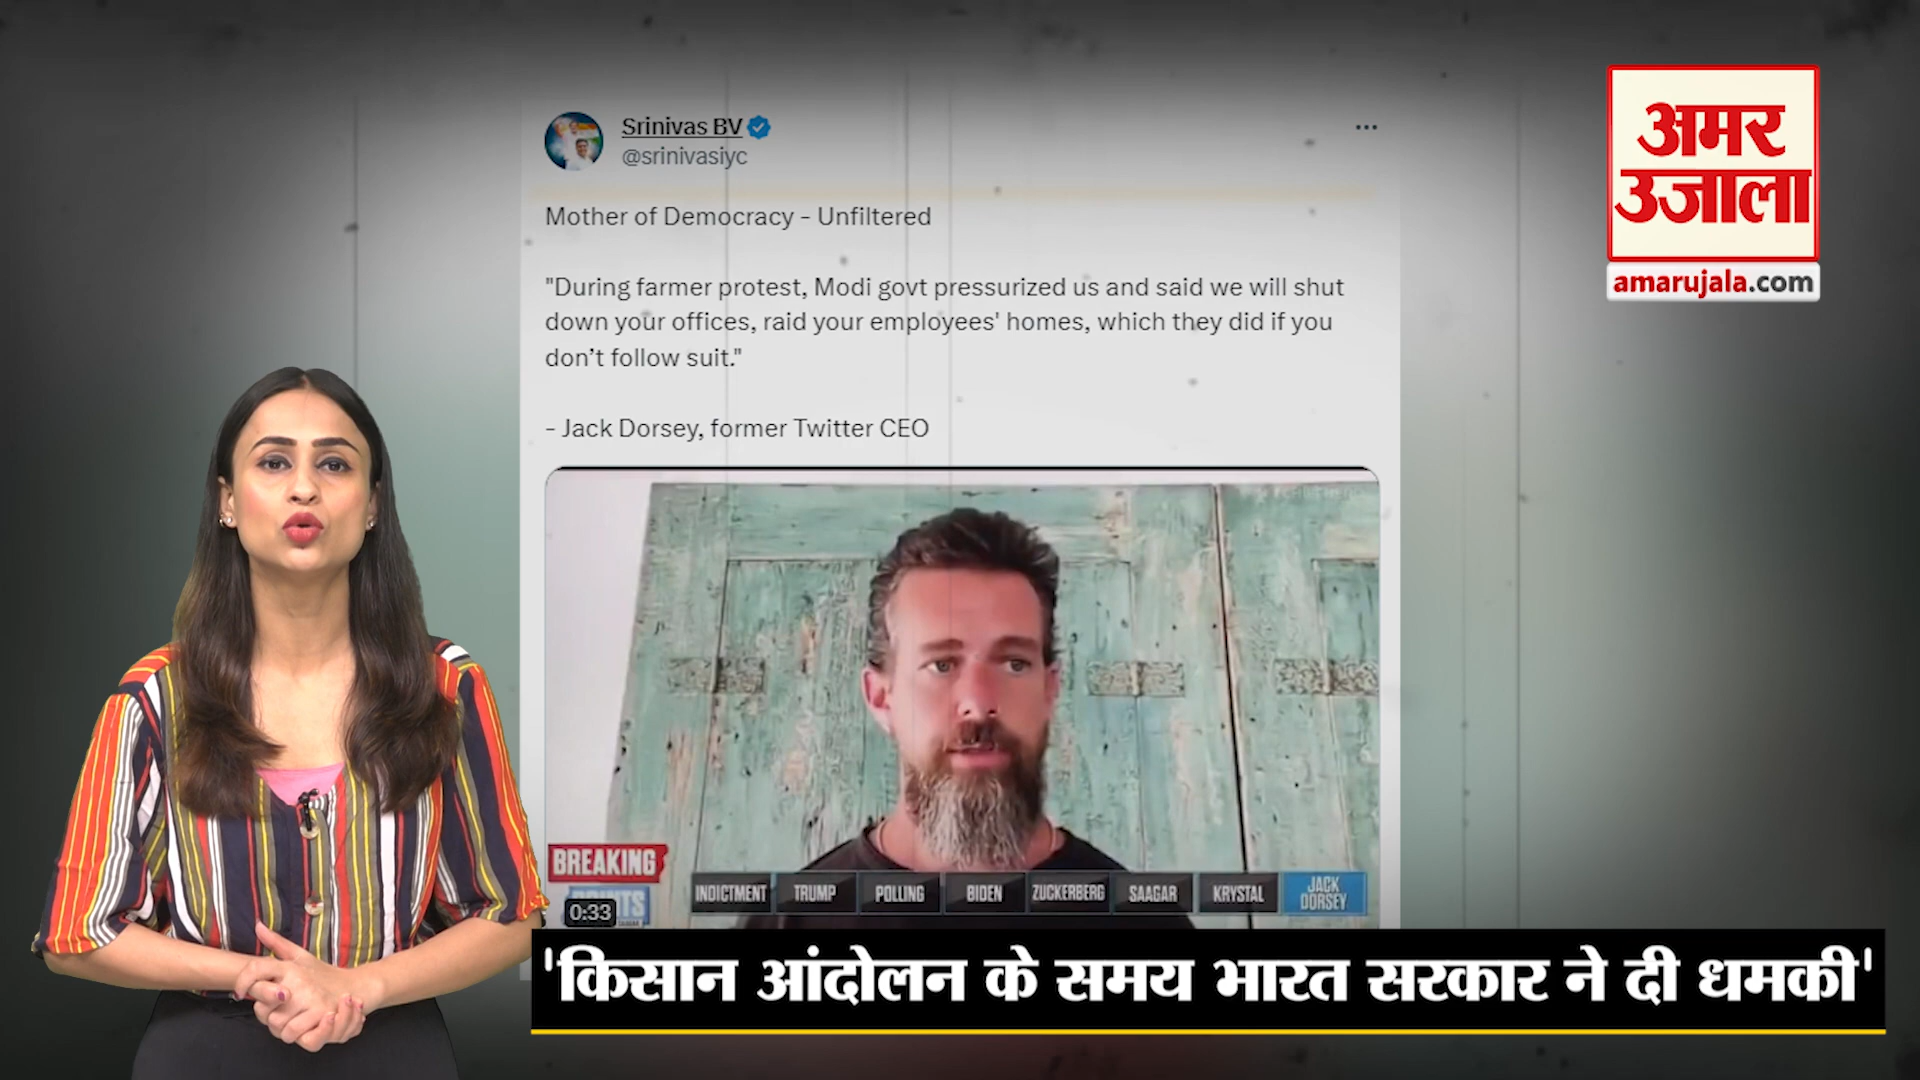 Srinivas BV
@srinivasiyc
Mother of Democracy - Unfiltered
"During farmer protest, Modi govt pressurized us and said we will shut
down your offices, raid your employees' homes, which they did if you
don’t follow suit."
- Jack Dorsey, former Twitter CEO
अमर
उजाला
amarujala.com
BREAKING
0:33
INDICTMENT
TRUMP
POLLING
BIDEN
ZUCKERBERG
SAAGAR
KRYSTAL
JACK
DORSEY
'किसान आंदोलन के समय भारत सरकार ने दी धमकी'